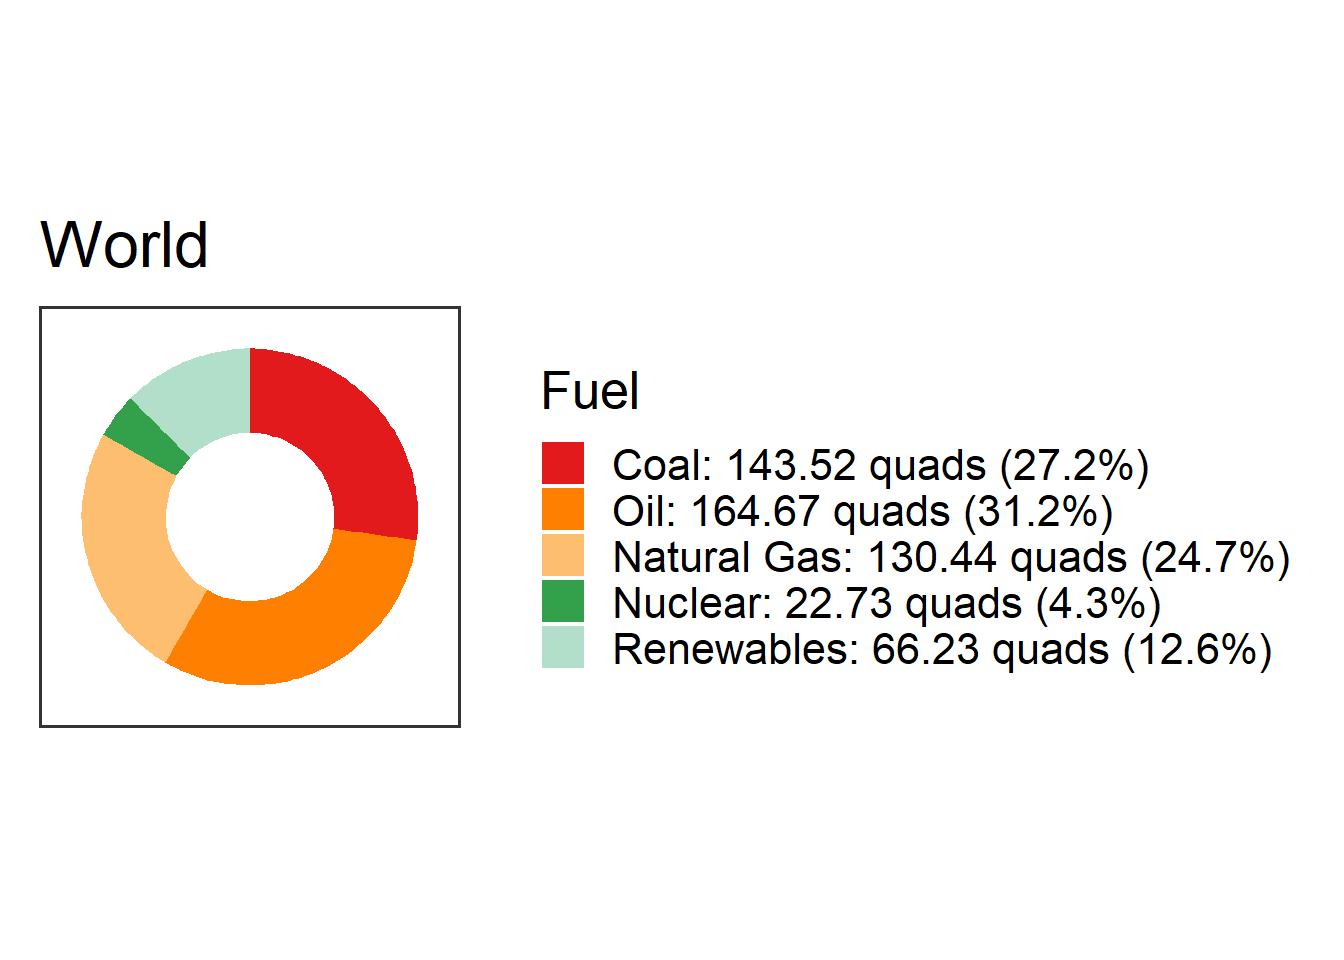 World
Fuel
Coal: 143.52 quads (27.2%)
Oil: 164.67 quads (31.2%)
Natural Gas: 130.44 quads (24.7%)
Nuclear: 22.73 quads (4.3%)
Renewables: 66.23 quads (12.6%)